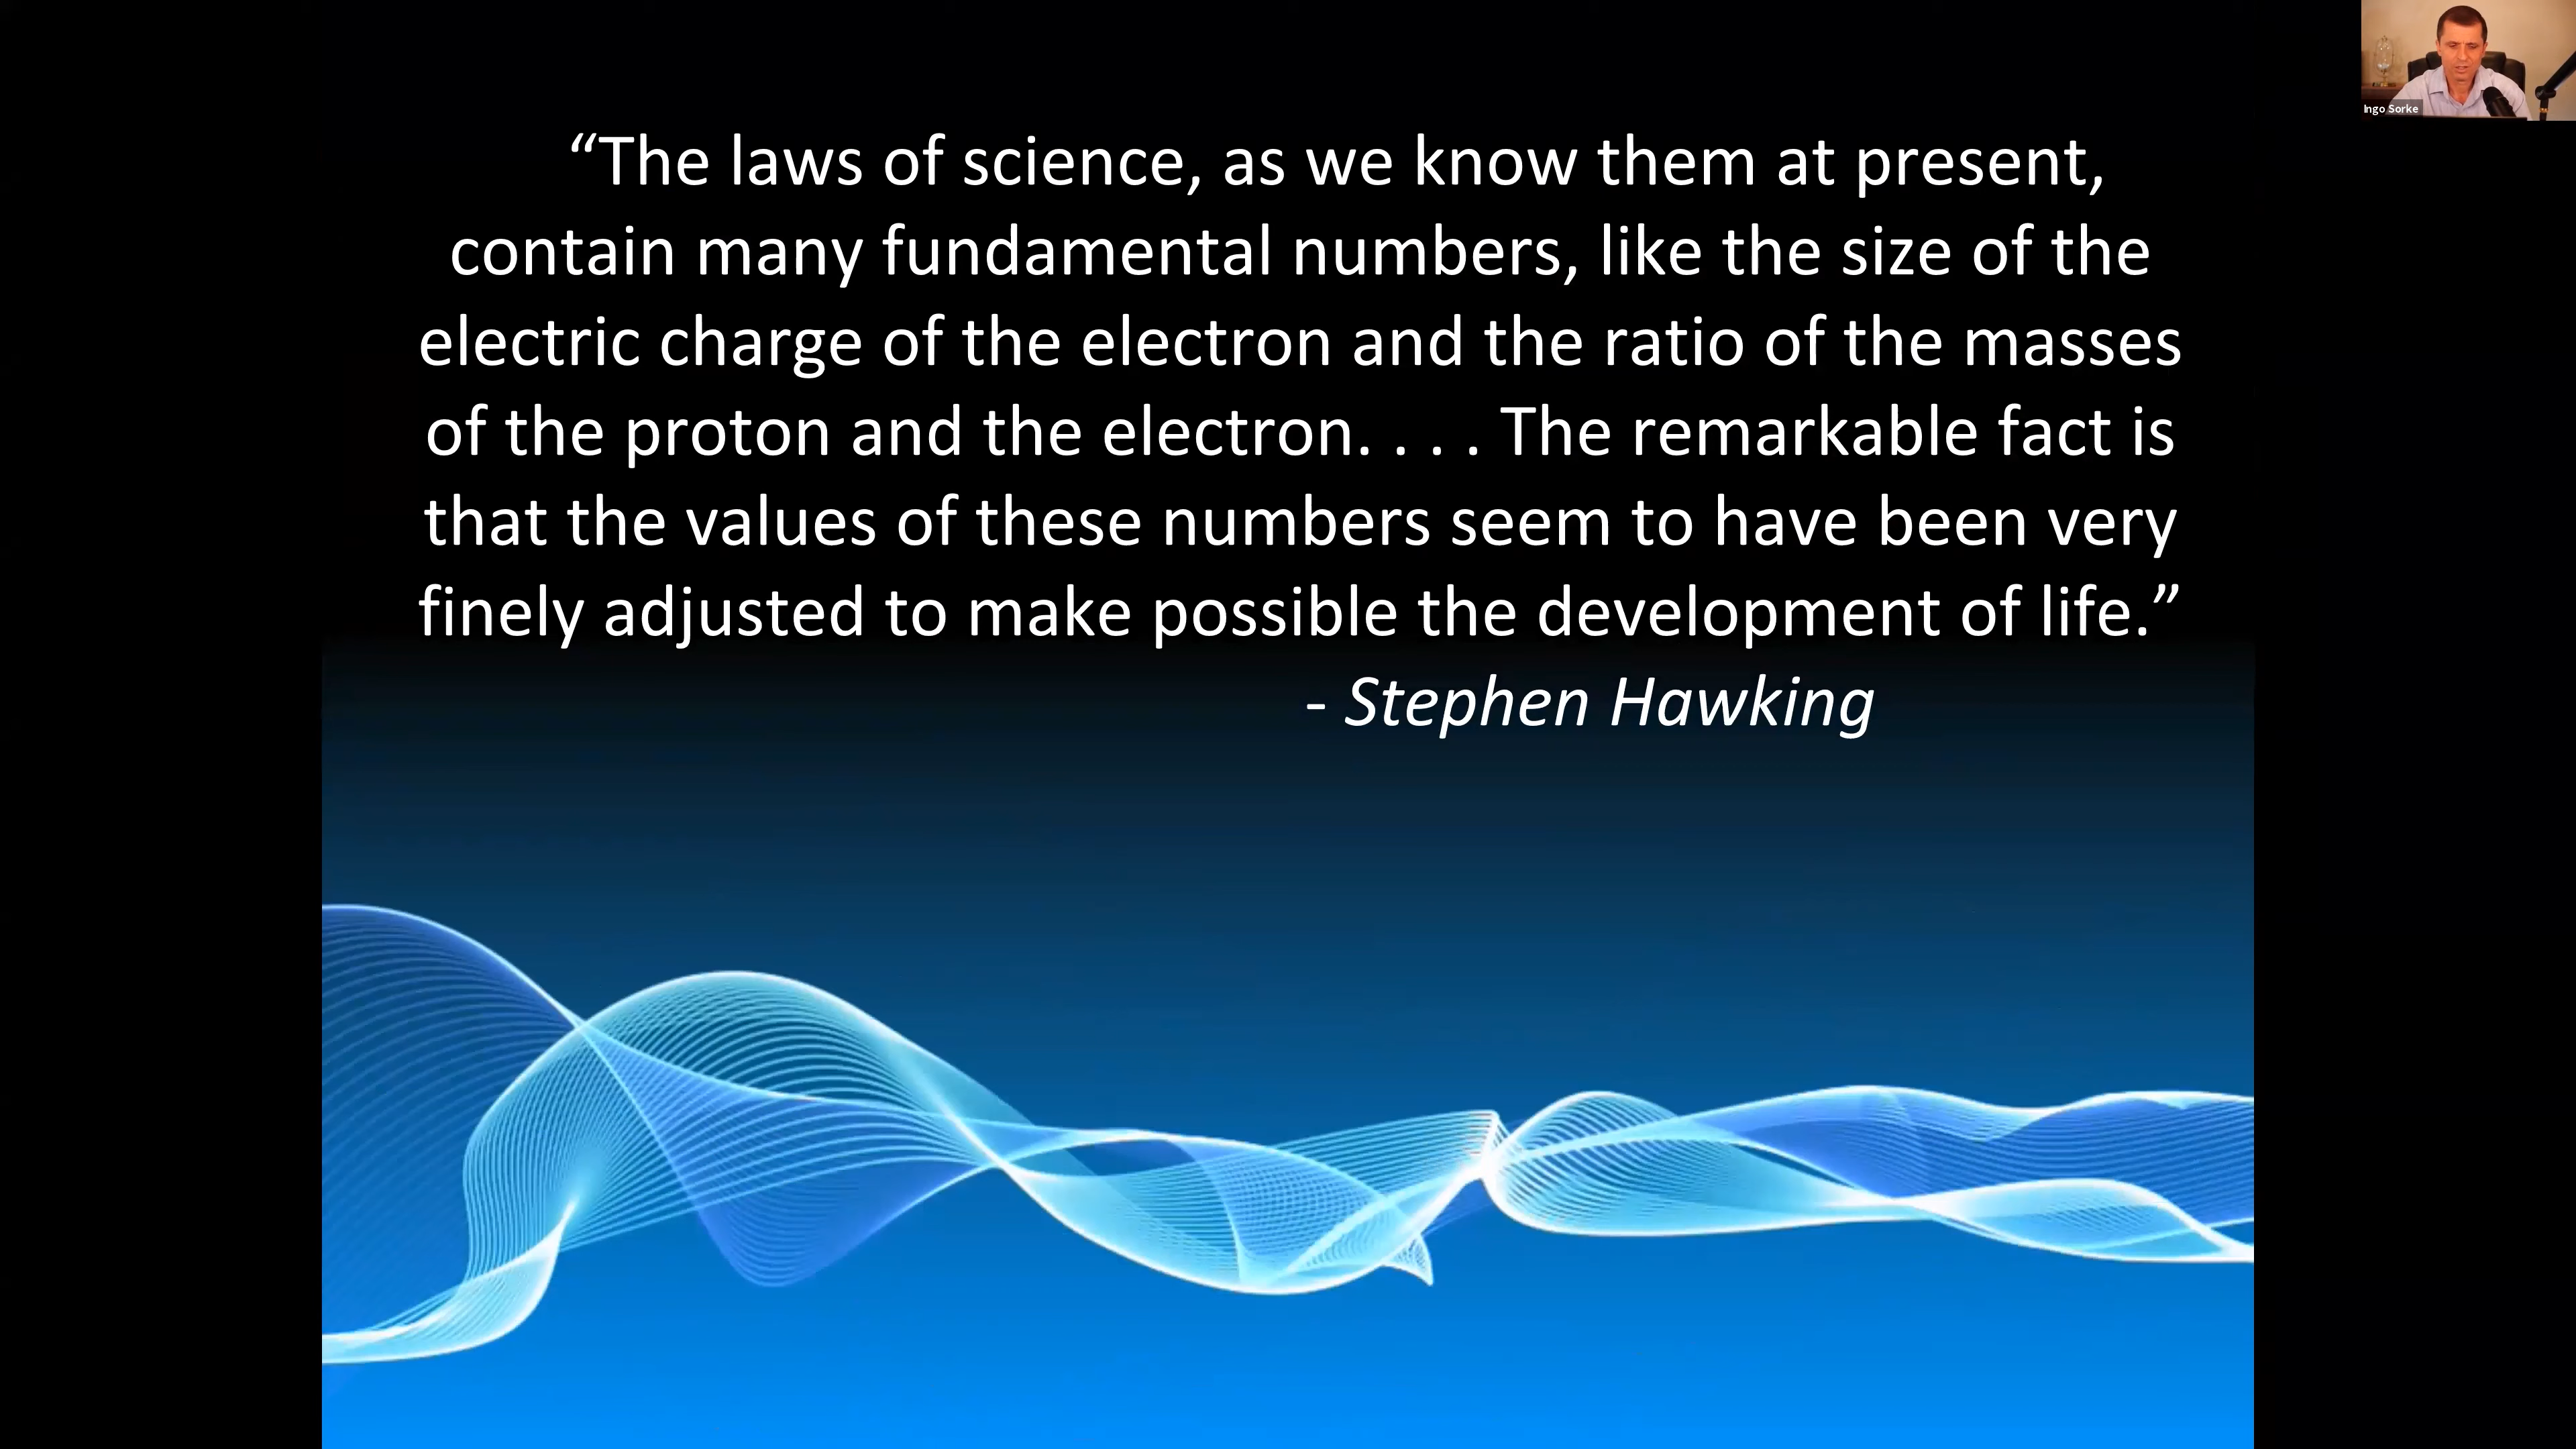 “The laws of science, as we know them at present,
contain many fundamental numbers, like the size of the
electric charge of the electron and the ratio of the masses
of the proton and the electron. . . . The remarkable fact is
that the values of these numbers seem to have been very
finely adjusted to make possible the development of life.”
- Stephen Hawking
Ingo Sorke